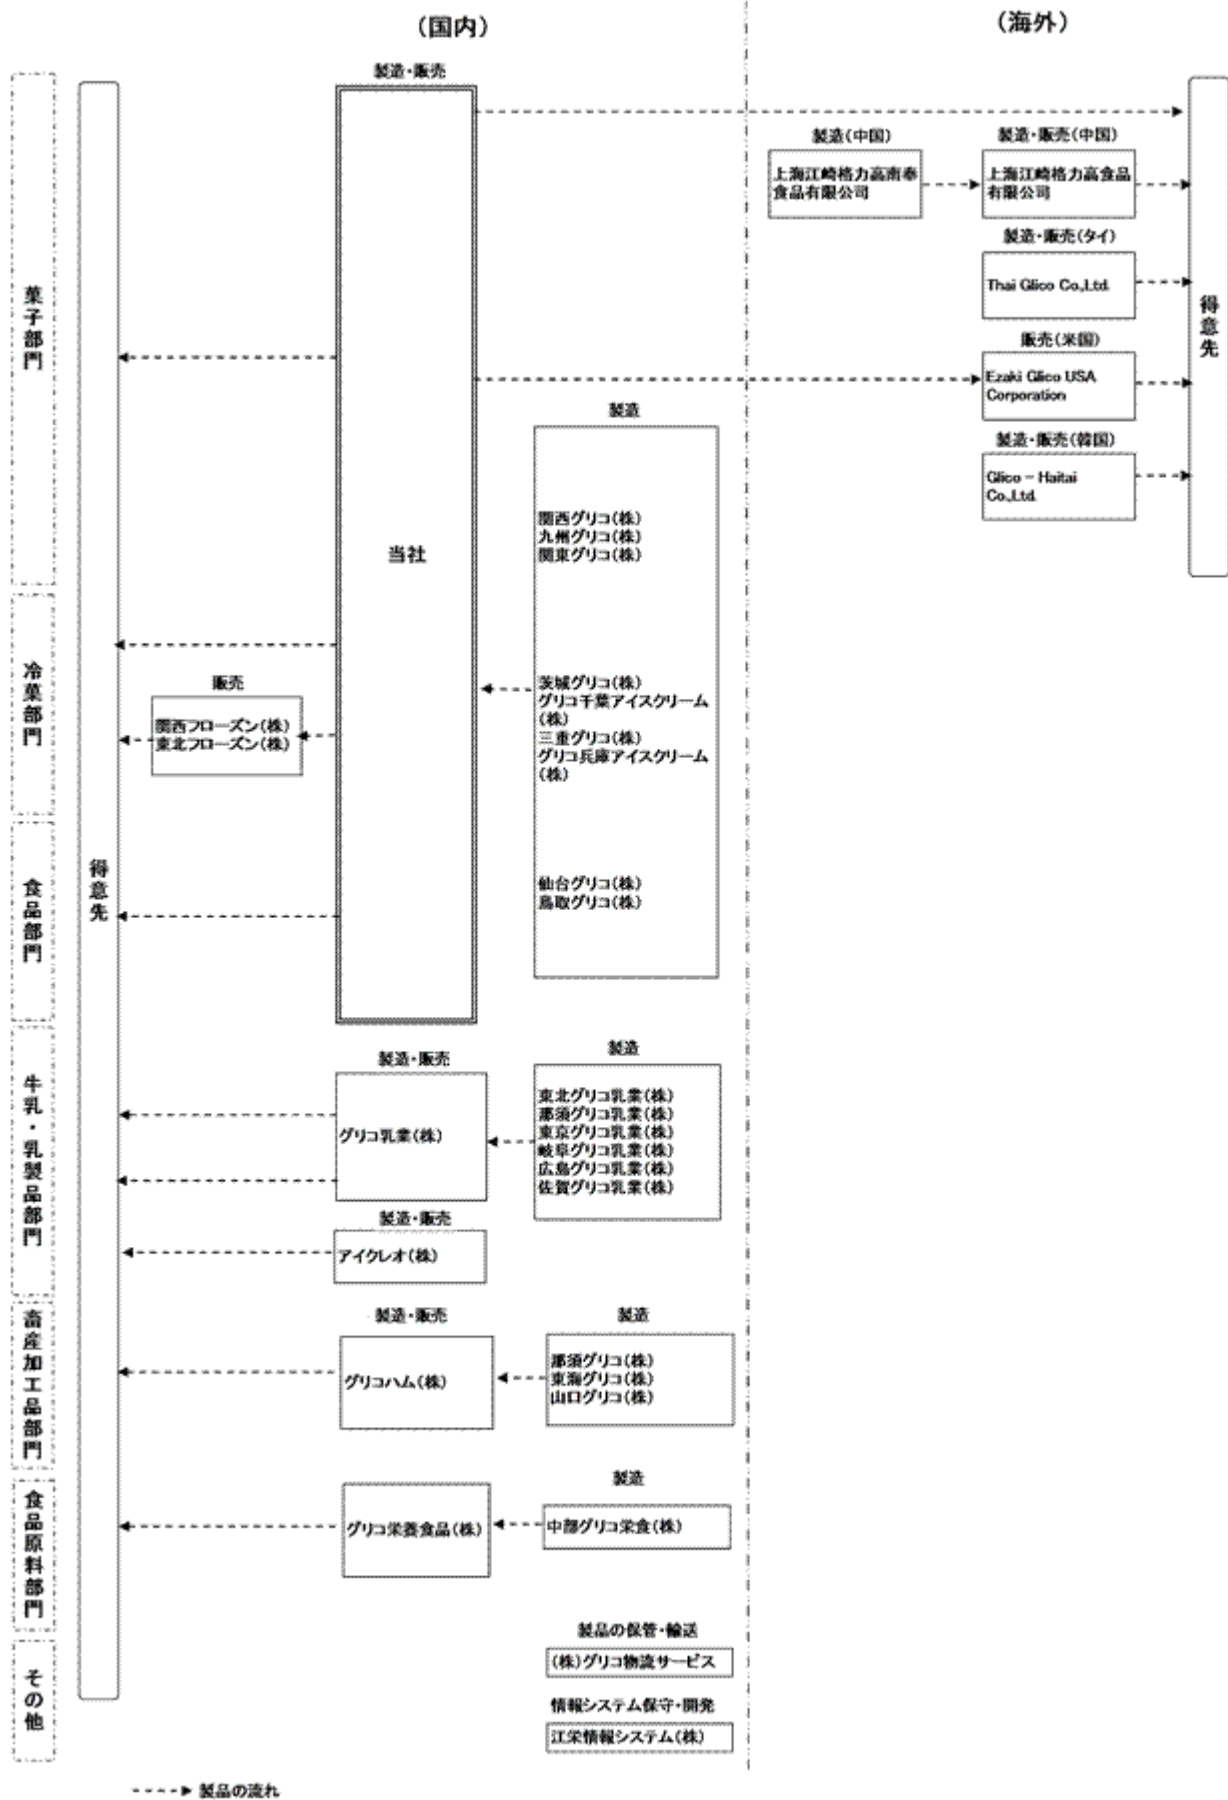 (国内)
(海外)
製造・販売
菓子部門
冷菓部門
食品部門
牛乳・乳製品部門
畜産加工品部門
食品原料部門
その他
得意先
当社
製造(中国)
上海江崎格力高南奉
食品有限公司
製造・販売(中国)
上海江崎格力高食品
有限公司
製造・販売(タイ)
Thai Glico Co.,Ltd.
販売(米国)
Ezaki Glico USA
Corporation
製造・販売(韓国)
Glico － Haitai
Co.,Ltd.
得意先
製造
関西グリコ(株)
九州グリコ(株)
関東グリコ(株)
茨城グリコ(株)
グリコ千葉アイスクリーム
(株)
三重グリコ(株)
グリコ兵庫アイスクリーム
(株)
仙台グリコ(株)
鳥取グリコ(株)
販売
関西フローズン(株)
東北フローズン(株)
製造・販売
グリコ乳業(株)
製造
東北グリコ乳業(株)
那須グリコ乳業(株)
東京グリコ乳業(株)
岐阜グリコ乳業(株)
広島グリコ乳業(株)
佐賀グリコ乳業(株)
製造・販売
アイクレオ(株)
製造・販売
グリコハム(株)
製造
那須グリコ(株)
東海グリコ(株)
山口グリコ(株)
グリコ栄養食品(株)
製造
中部グリコ栄食(株)
製品の保管・輸送
(株)グリコ物流サービス
情報システム保守・開発
江栄情報システム(株)
製品の流れ